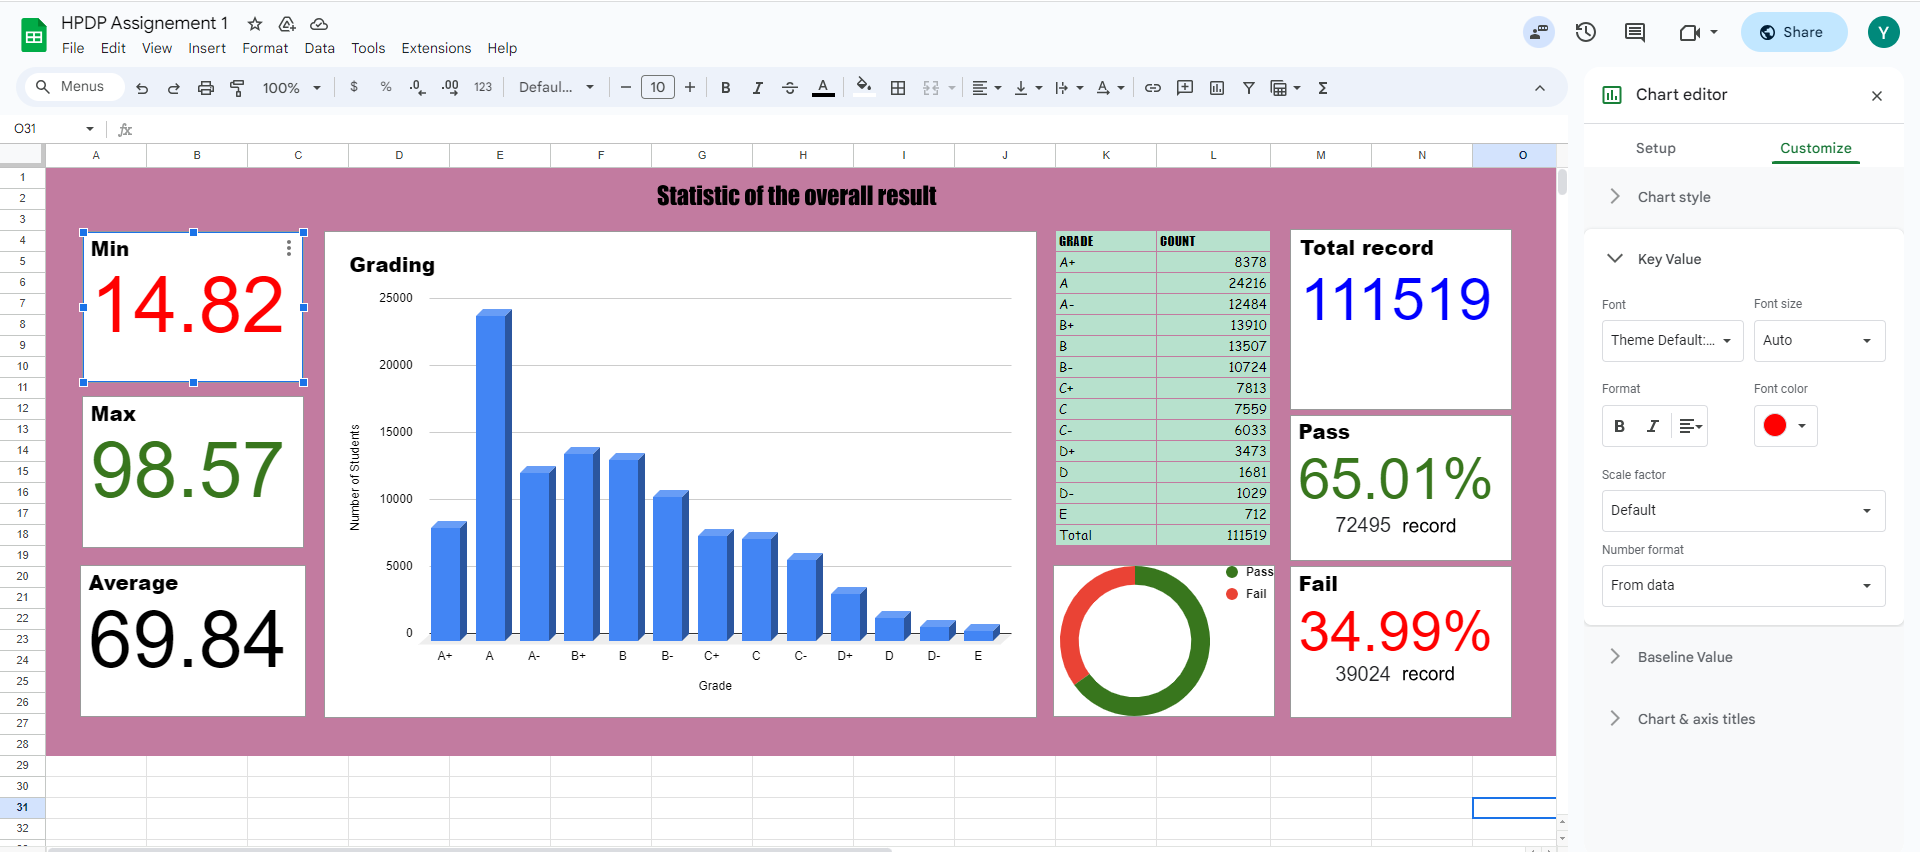 HPDP Assignement 1
File Edit View Insert Format Data Tools Extensions Help
Share
Y
Menus
100%
$ % .0 .00 123
Defaul...
10
B I A
O31
fx
A B C D E F G H I J K L M N O
1
2
3
4
5
6
7
8
9
10
11
12
13
14
15
16
17
18
19
20
21
22
23
24
25
26
27
28
29
30
31
32
Statistic of the overall result
Min
14.82
Max
98.57
Average
69.84
Grading
Number of Students
25000
20000
15000
10000
5000
0
A+ A A- B+ B B- C+ C C- D+ D D- E
Grade
GRADE COUNT
A+ 8378
A 24216
A- 12484
B+ 13910
B 13507
B- 10724
C+ 7813
C 7559
C- 6033
D+ 3473
D 1681
D- 1029
E 712
Total 111519
Pass
Fail
Total record
111519
Pass
65.01%
72495 record
Fail
34.99%
39024 record
Chart editor
Setup Customize
Chart style
Key Value
Font Font size
Theme Default:... Auto
Format Font color
B I
Scale factor
Default
Number format
From data
Baseline Value
Chart & axis titles